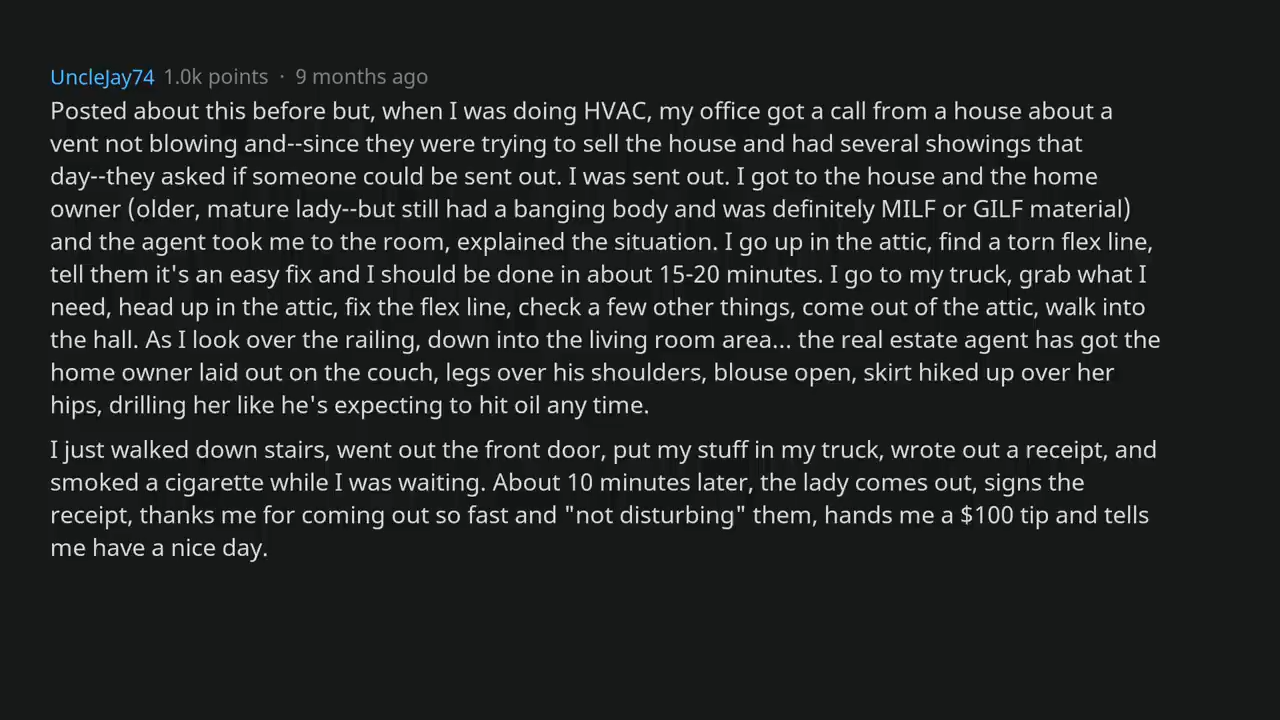 UncleJay74 1.0k points · 9 months ago
Posted about this before but, when I was doing HVAC, my office got a call from a house about a
vent not blowing and--since they were trying to sell the house and had several showings that
day--they asked if someone could be sent out. I was sent out. I got to the house and the home
owner (older, mature lady--but still had a banging body and was definitely MILF or GILF material)
and the agent took me to the room, explained the situation. I go up in the attic, find a torn flex line,
tell them it's an easy fix and I should be done in about 15-20 minutes. I go to my truck, grab what I
need, head up in the attic, fix the flex line, check a few other things, come out of the attic, walk into
the hall. As I look over the railing, down into the living room area... the real estate agent has got the
home owner laid out on the couch, legs over his shoulders, blouse open, skirt hiked up over her
hips, drilling her like he's expecting to hit oil any time.
I just walked down stairs, went out the front door, put my stuff in my truck, wrote out a receipt, and
smoked a cigarette while I was waiting. About 10 minutes later, the lady comes out, signs the
receipt, thanks me for coming out so fast and "not disturbing" them, hands me a $100 tip and tells
me have a nice day.